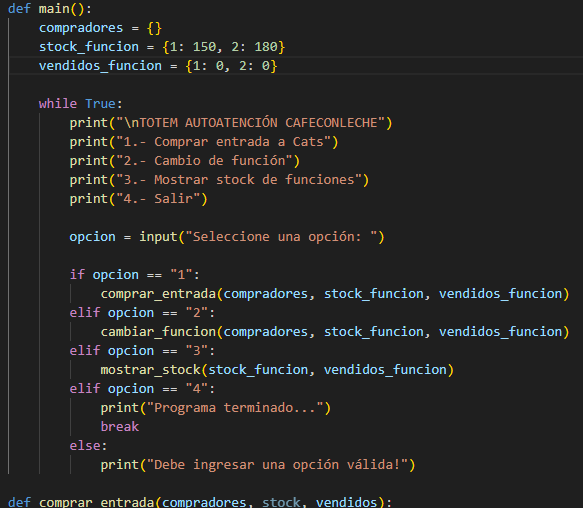 def main():
    compradores = {}
    stock_funcion = {1: 150, 2: 180}
    vendidos_funcion = {1: 0, 2: 0}
    while True:
        print("\nTOTEM AUTOATENCIÓN CAFECONLECHE")
        print("1.- Comprar entrada a Cats")
        print("2.- Cambio de función")
        print("3.- Mostrar stock de funciones")
        print("4.- Salir")
        opcion = input("Seleccione una opción: ")
        if opcion == "1":
            comprar_entrada(compradores, stock_funcion, vendidos_funcion)
        elif opcion == "2":
            cambiar_funcion(compradores, stock_funcion, vendidos_funcion)
        elif opcion == "3":
            mostrar_stock(stock_funcion, vendidos_funcion)
        elif opcion == "4":
            print("Programa terminado...")
            break
        else:
            print("Debe ingresar una opción válida!")
def comprar_entrada(compradores, stock, vendidos):